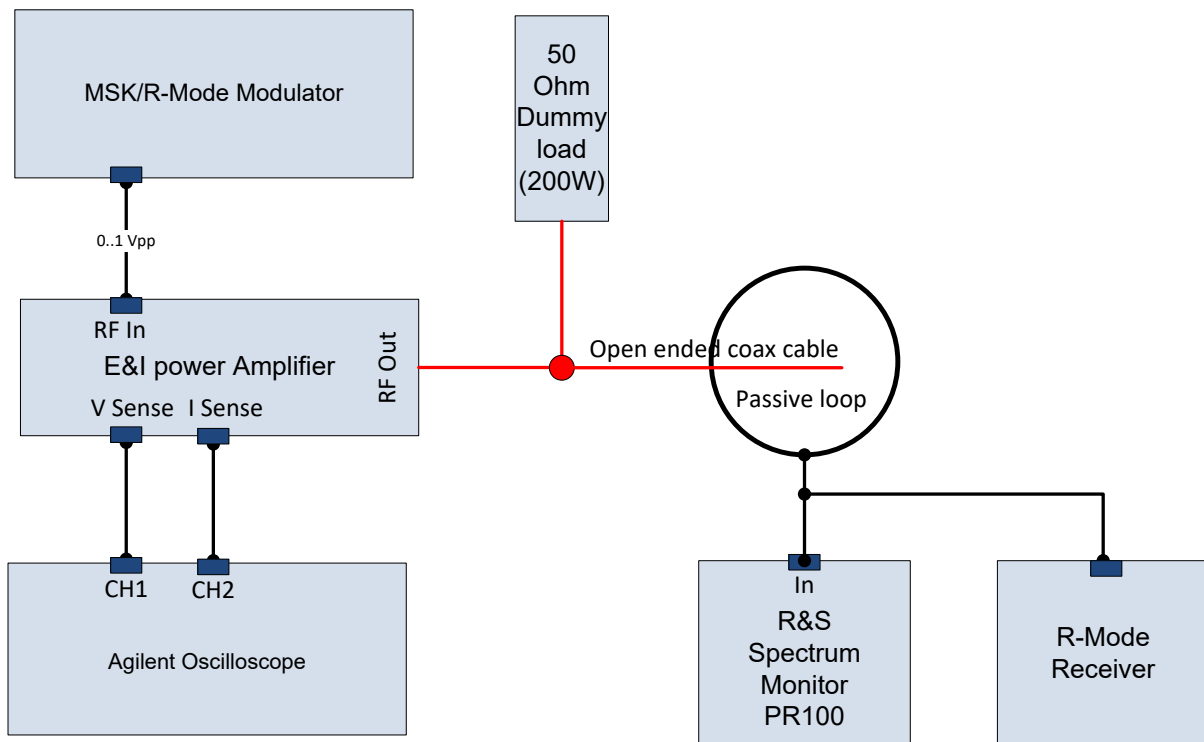 MSK/R-Mode Modulator
50
Ohm
Dummy
load
(200W)
0..1 Vpp
RF In
E&I power Amplifier
RF Out
V Sense
I Sense
Open ended coax cable
Passive loop
CH1
CH2
Agilent Oscilloscope
In
R&S
Spectrum
Monitor
PR100
R-Mode
Receiver